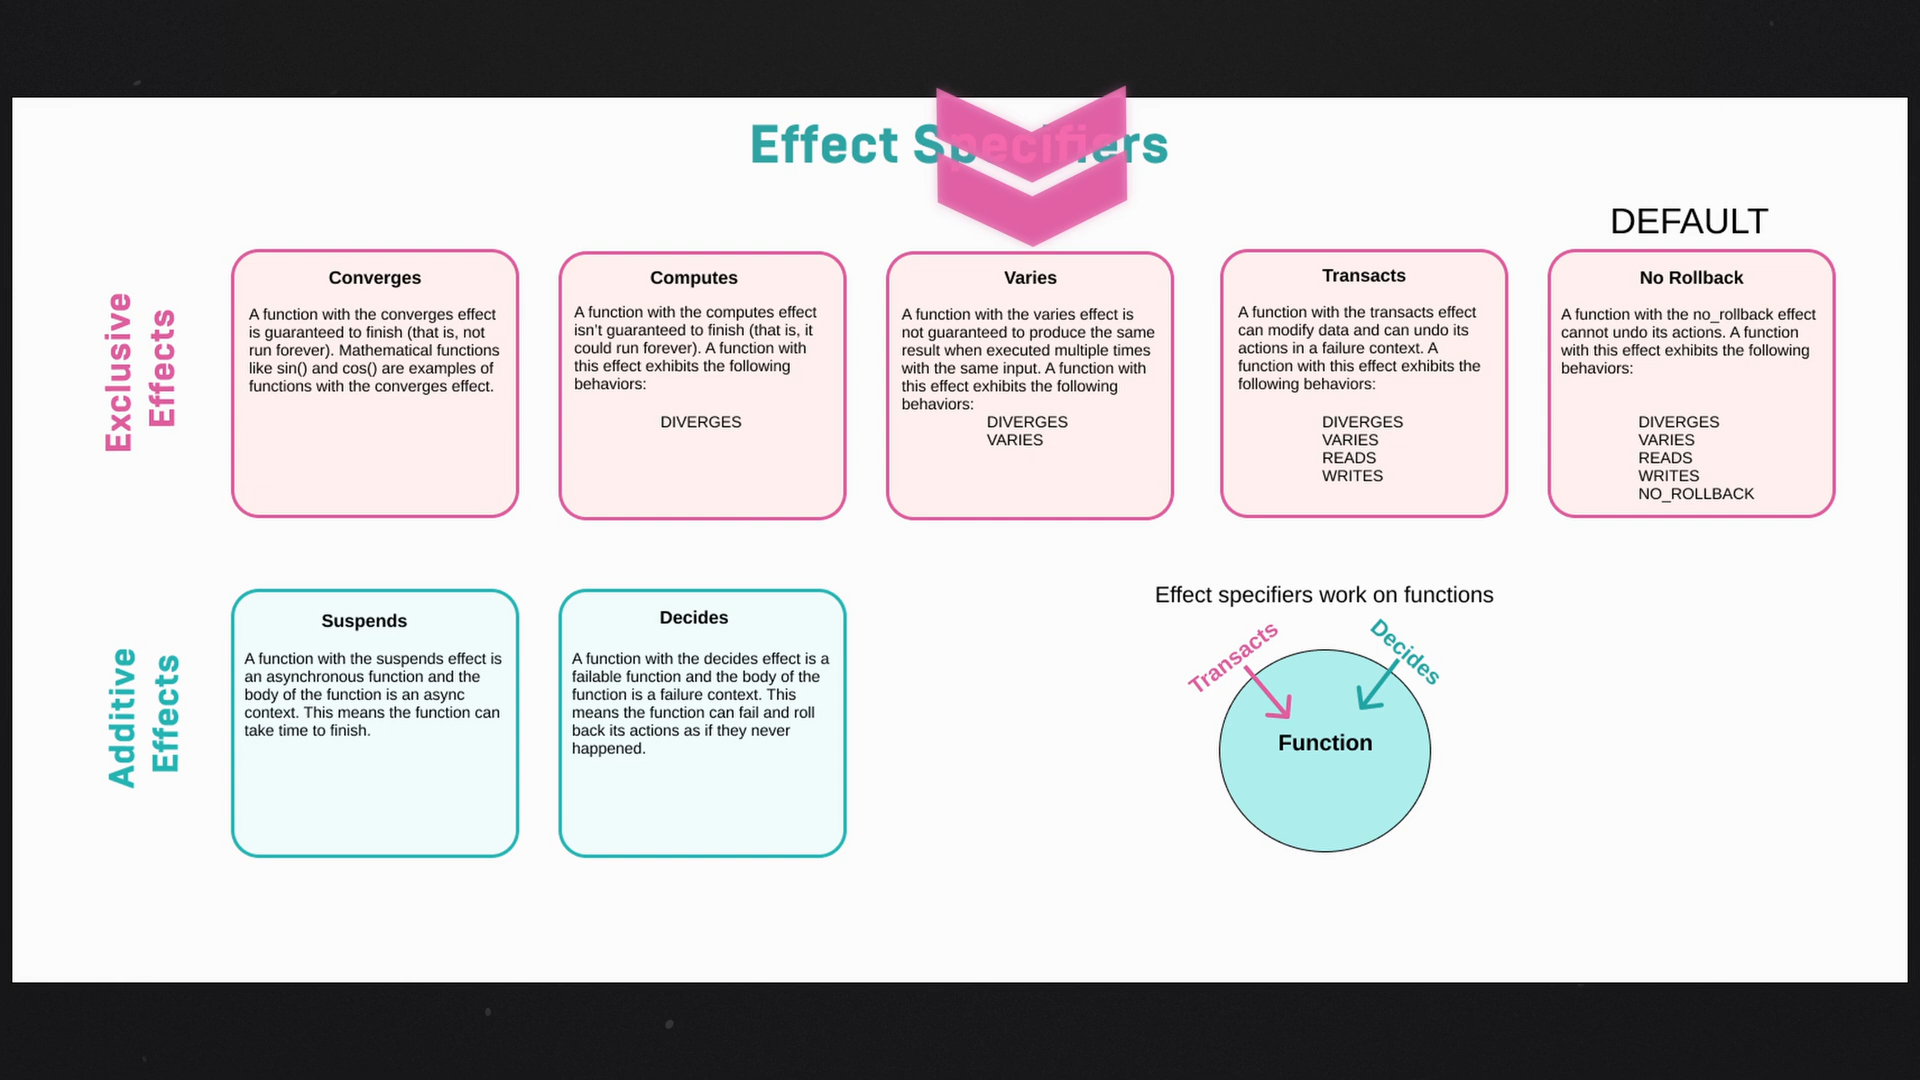 Effect Specifiers
DEFAULT
Exclusive
Effects
Converges
A function with the converges effect
is guaranteed to finish (that is, not
run forever). Mathematical functions
like sin() and cos() are examples of
functions with the converges effect.
Computes
A function with the computes effect
isn't guaranteed to finish (that is, it
could run forever). A function with
this effect exhibits the following
behaviors:
DIVERGES
Varies
A function with the varies effect is
not guaranteed to produce the same
result when executed multiple times
with the same input. A function with
this effect exhibits the following
behaviors:
DIVERGES
VARIES
Transacts
A function with the transacts effect
can modify data and can undo its
actions in a failure context. A
function with this effect exhibits the
following behaviors:
DIVERGES
VARIES
READS
WRITES
No Rollback
A function with the no_rollback effect
cannot undo its actions. A function
with this effect exhibits the following
behaviors:
DIVERGES
VARIES
READS
WRITES
NO_ROLLBACK
Additive
Effects
Suspends
A function with the suspends effect is
an asynchronous function and the
body of the function is an async
context. This means the function can
take time to finish.
Decides
A function with the decides effect is a
failable function and the body of the
function is a failure context. This
means the function can fail and roll
back its actions as if they never
happened.
Effect specifiers work on functions
Transacts
Decides
Function